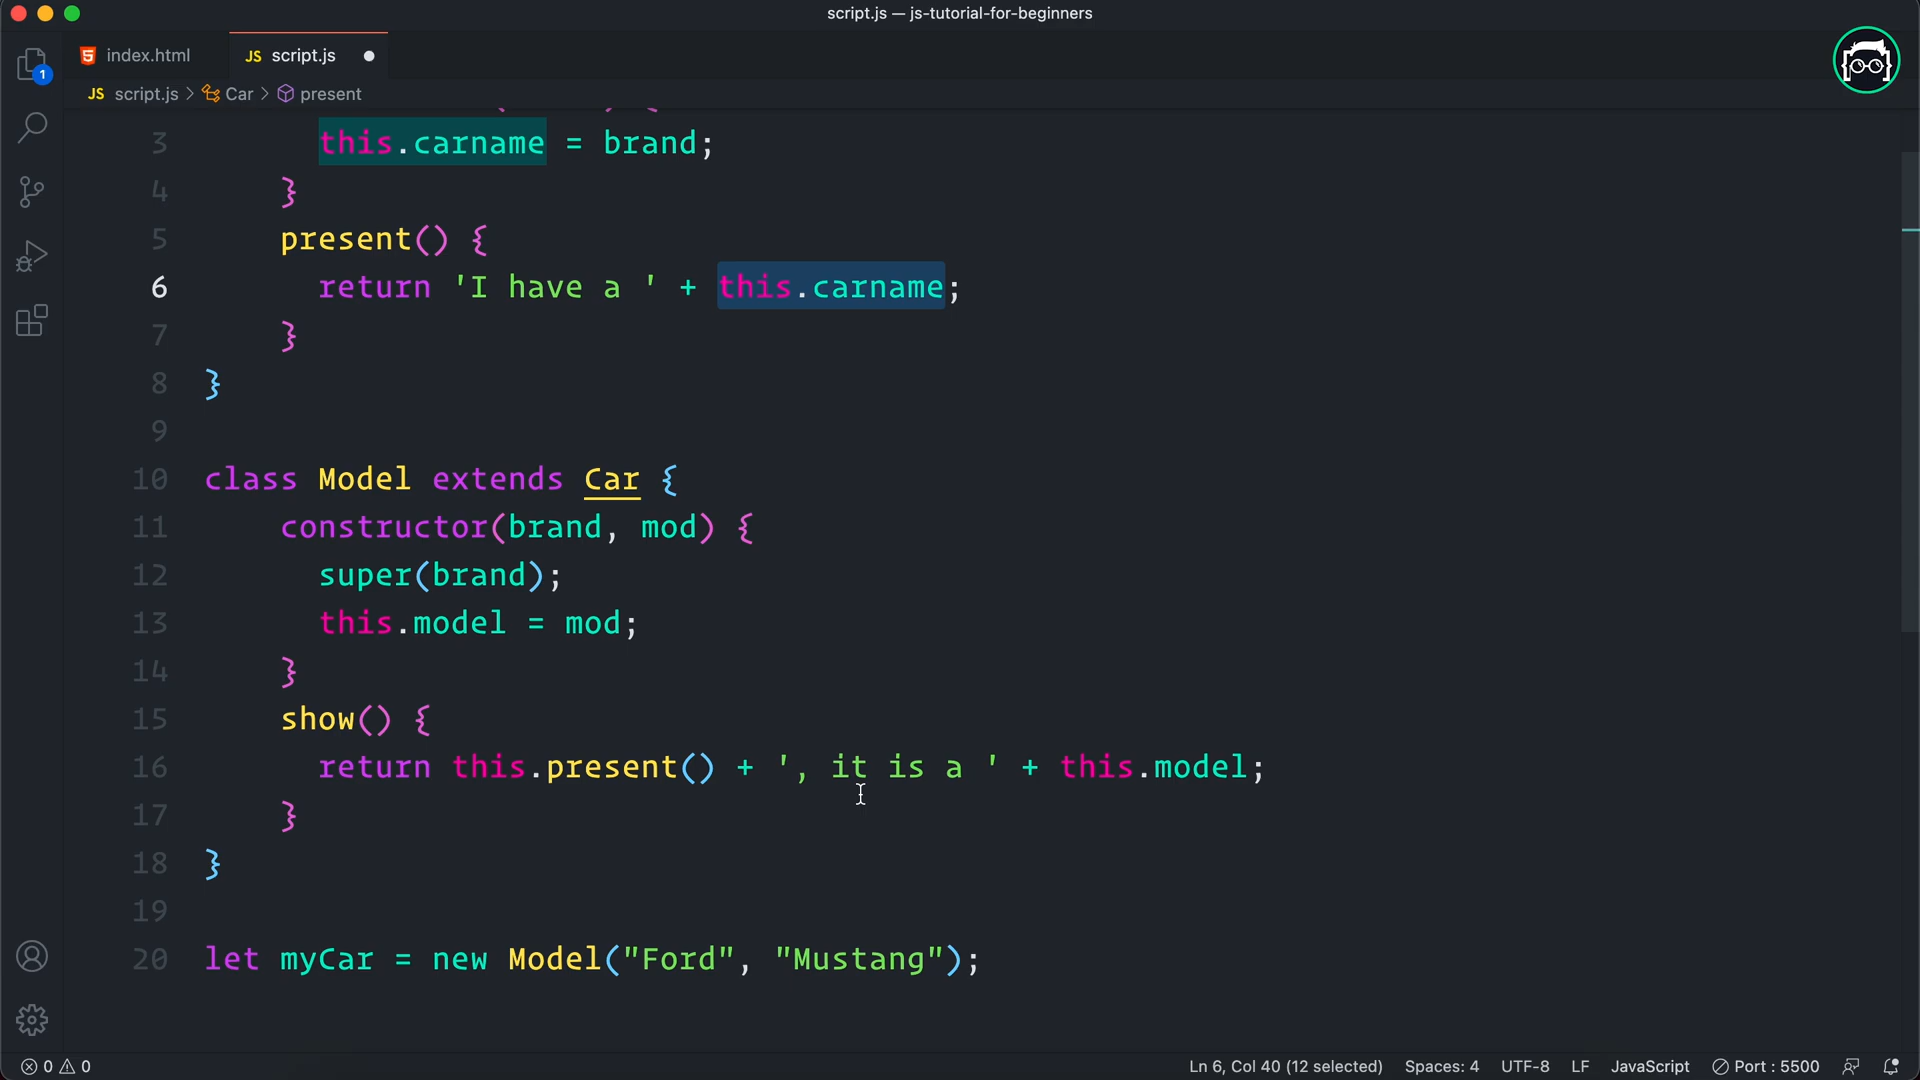 script.js — js-tutorial-for-beginners
1
index.html
JS script.js
JS script.js > Car > present
3 this.carname = brand;
4 }
5 present() {
6 return 'I have a ' + this.carname;
7 }
8 }
9
10 class Model extends Car {
11 constructor(brand, mod) {
12 super(brand);
13 this.model = mod;
14 }
15 show() {
16 return this.present() + ', it is a ' + this.model;
17 }
18 }
19
20 let myCar = new Model("Ford", "Mustang");
0 0 Ln 6, Col 40 (12 selected) Spaces: 4 UTF-8 LF JavaScript Port : 5500